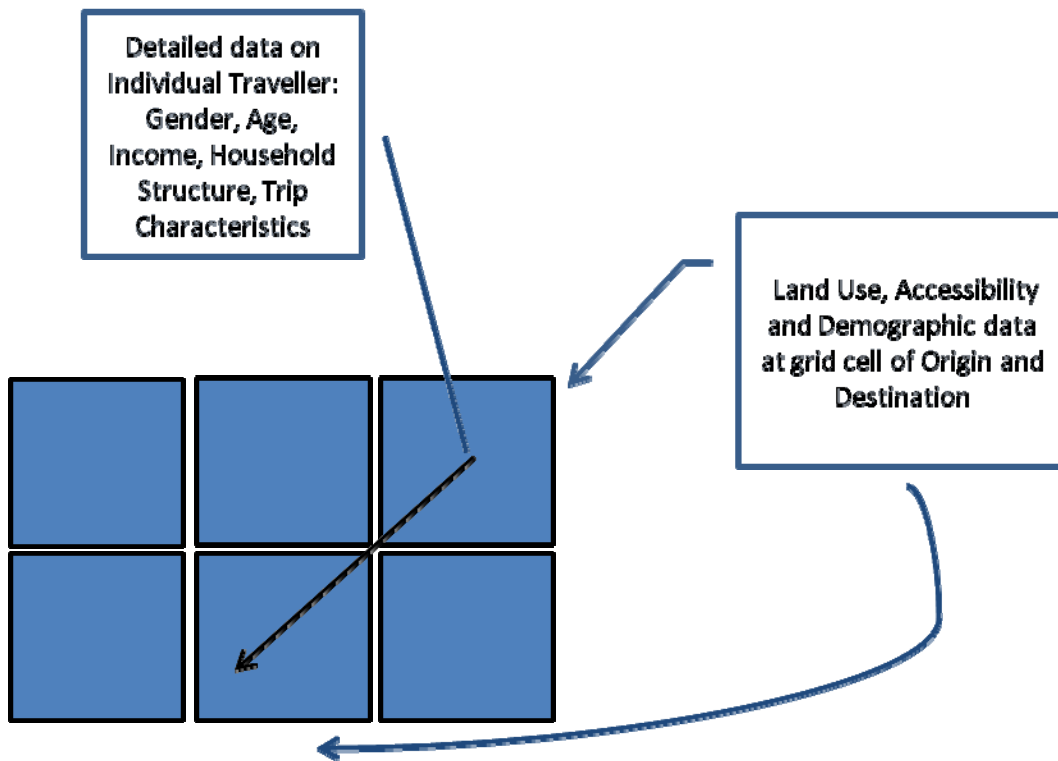 Detailed data on
Individual Traveller:
Gender, Age,
Income, Household
Structure, Trip
Characteristics
Land Use, Accessibility
and Demographic data
at grid cell of Origin and
Destination